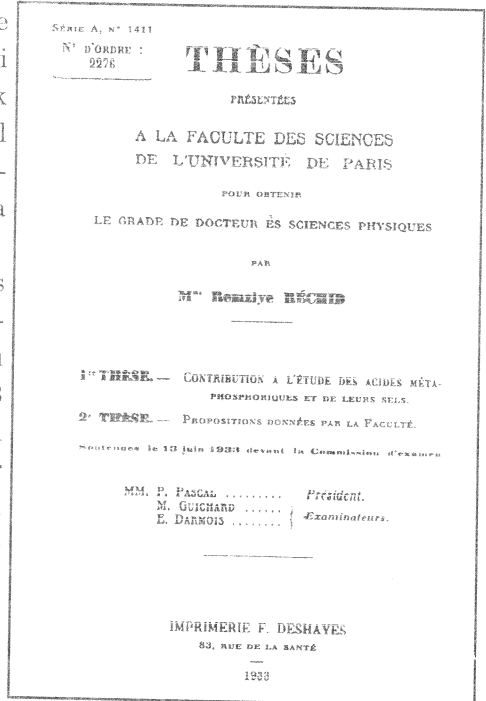 SÉRIE A, N° 1411
N° D'ORDRE :
2276
THÈSES
PRÉSENTÉES
A LA FACULTE DES SCIENCES
DE L'UNIVERSITE DE PARIS
POUR OBTENIR
LE GRADE DE DOCTEUR ÈS SCIENCES PHYSIQUES
PAR
Mme Remziye RÉCHID
1re THÈSE. — CONTRIBUTION A L'ÉTUDE DES ACIDES MÉTA-
PHOSPHORIQUES ET DE LEURS SELS.
2e THÈSE. — PROPOSITIONS DONNÉES PAR LA FACULTÉ.
Soutenues le 13 juin 1933 devant la Commission d'examen
MM. P. PASCAL ......... Président.
M. GUICHARD ......
E. DARMOIS ........ Examinateurs.
IMPRIMERIE F. DESHAYES
83, RUE DE LA SANTÉ
1933